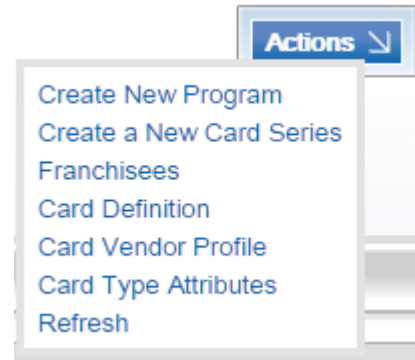 Actions
Create New Program
Create a New Card Series
Franchisees
Card Definition
Card Vendor Profile
Card Type Attributes
Refresh